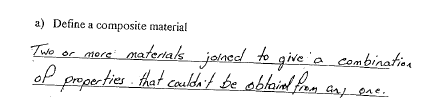 a) Define a composite material
Two or more materials joined to give a combination
of properties that couldn't be obtained from any one.